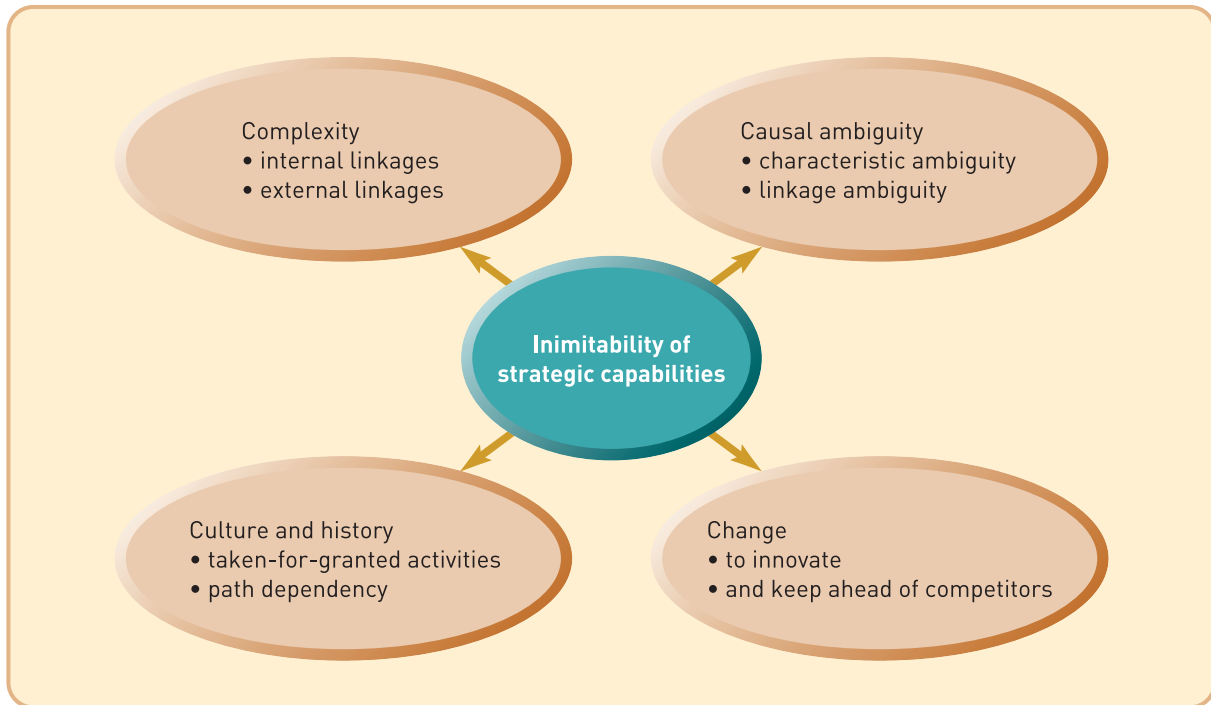 Complexity
• internal linkages
• external linkages
Causal ambiguity
• characteristic ambiguity
• linkage ambiguity
Inimitability of
strategic capabilities
Culture and history
• taken-for-granted activities
• path dependency
Change
• to innovate
• and keep ahead of competitors